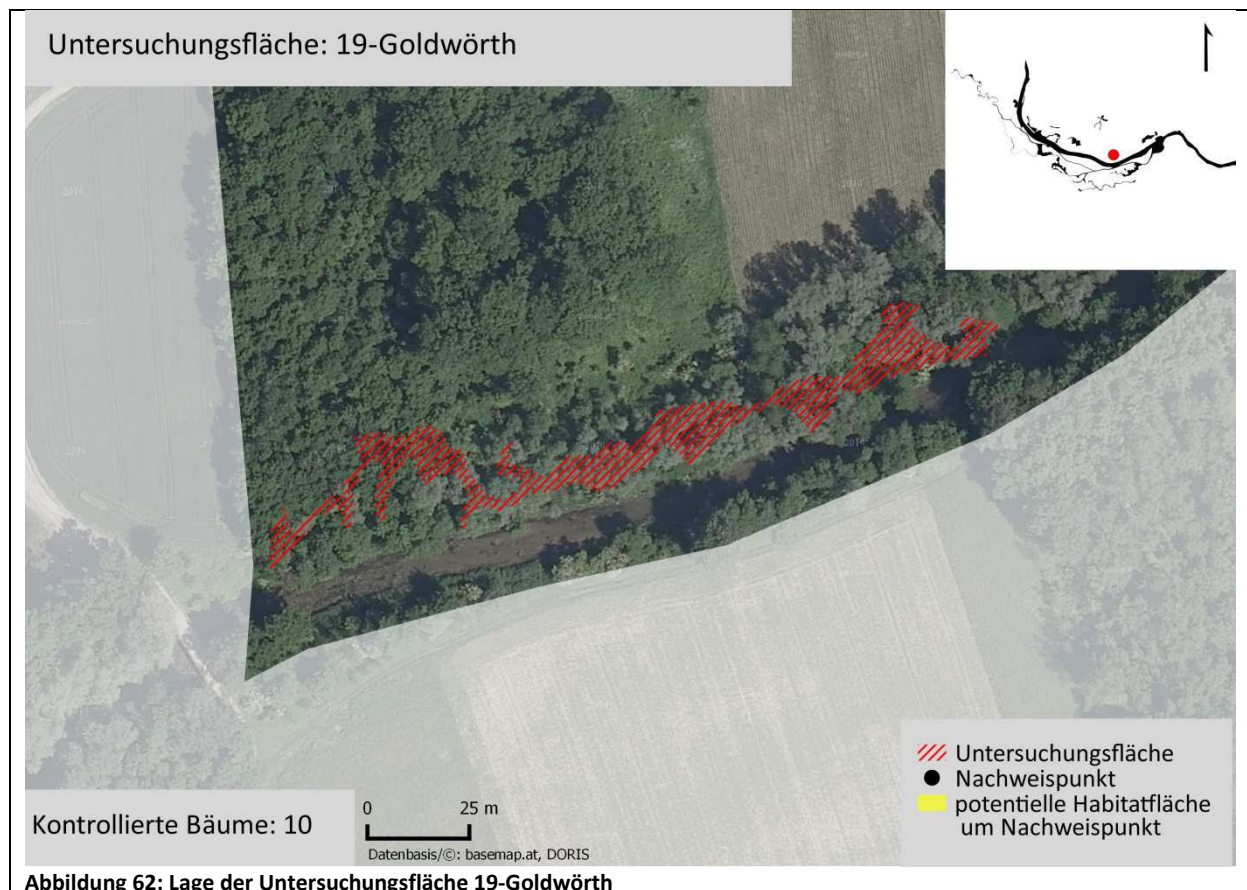 Untersuchungsfläche: 19-Goldwörth
Untersuchungsfläche
Nachweispunkt
potentielle Habitatfläche
um Nachweispunkt
Kontrollierte Bäume: 10
0 25 m
Datenbasis/©: basemap.at, DORIS
Abbildung 62: Lage der Untersuchungsfläche 19-Goldwörth